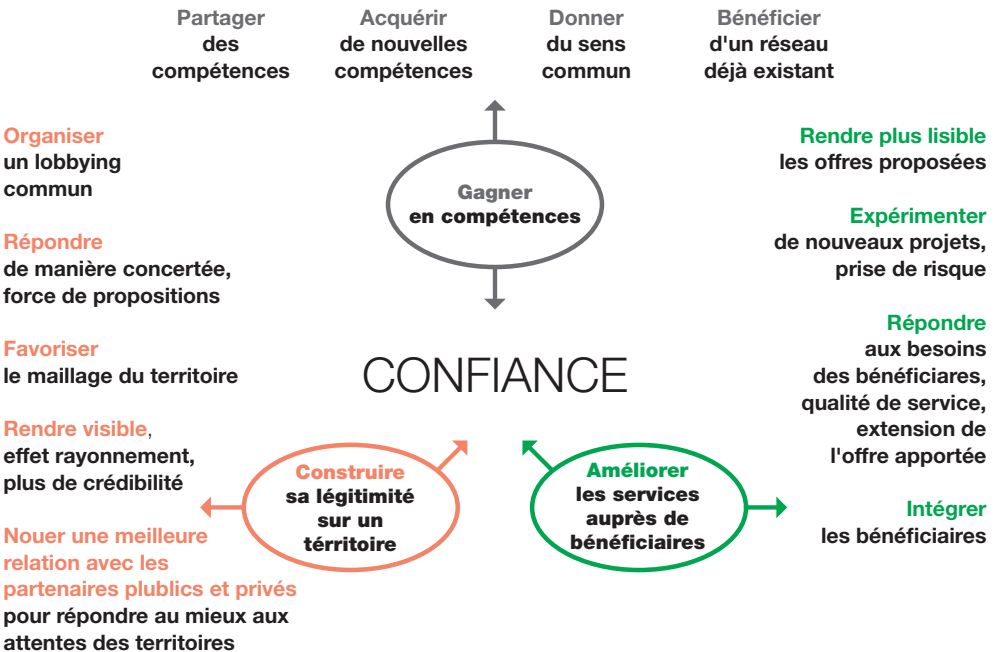 Partager
des
compétences
Acquérir
de nouvelles
compétences
Donner
du sens
commun
Bénéficier
d'un réseau
déjà existant
Gagner
en compétences
Organiser
un lobbying
commun
Répondre
de manière concertée,
force de propositions
Favoriser
le maillage du territoire
Rendre visible,
effet rayonnement,
plus de crédibilité
Nouer une meilleure
relation avec les
partenaires plublics et privés
pour répondre au mieux aux
attentes des territoires
CONFIANCE
Construire
sa légitimité
sur un
térritoire
Améliorer
les services
auprès de
bénéficiaires
Rendre plus lisible
les offres proposées
Expérimenter
de nouveaux projets,
prise de risque
Répondre
aux besoins
des bénéficiares,
qualité de service,
extension de
l'offre apportée
Intégrer
les bénéficiaires